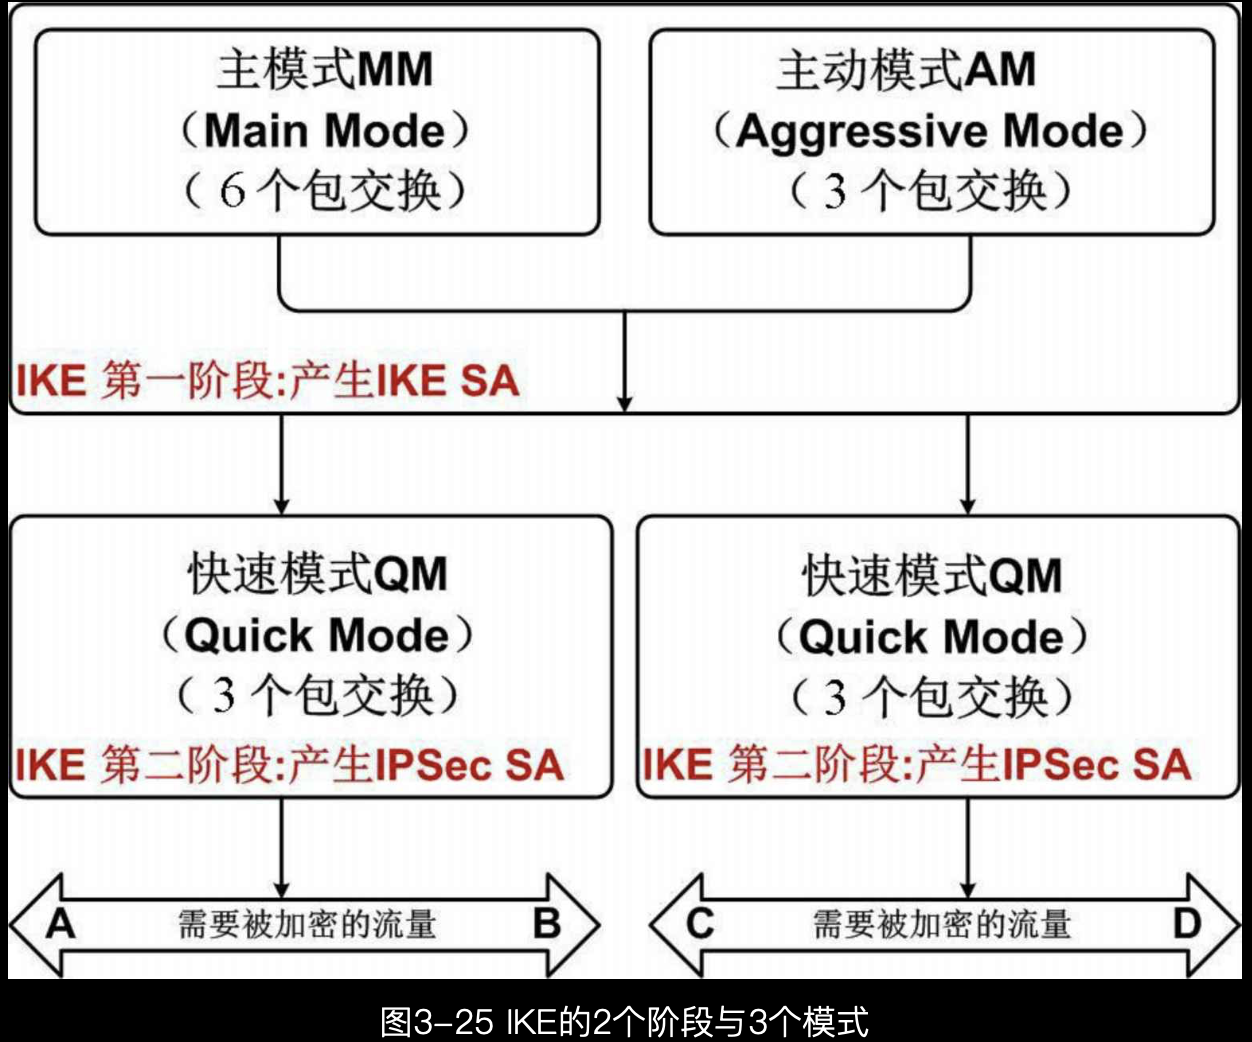 主模式MM
（Main Mode）
（6个包交换）
主动模式AM
（Aggressive Mode）
（3个包交换）
IKE 第一阶段:产生IKE SA
快速模式QM
（Quick Mode）
（3个包交换）
IKE 第二阶段:产生IPSec SA
快速模式QM
（Quick Mode）
（3个包交换）
IKE 第二阶段:产生IPSec SA
A 需要被加密的流量 B
C 需要被加密的流量 D
图3-25 IKE的2个阶段与3个模式